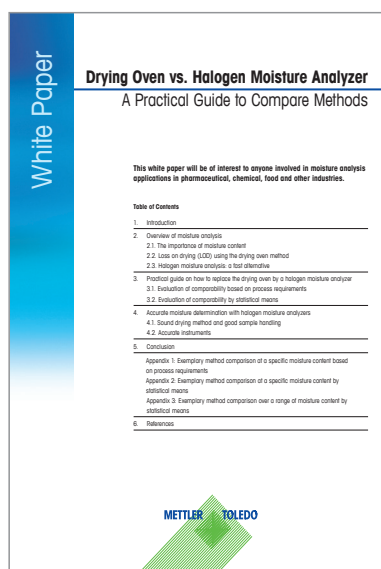 White Paper
Drying Oven vs. Halogen Moisture Analyzer
A Practical Guide to Compare Methods
This white paper will be of interest to anyone involved in moisture analysis
applications in pharmaceutical, chemical, food and other industries.
Table of Contents
1. Introduction
2. Overview of moisture analysis
2.1. The importance of moisture content
2.2. Loss on drying (LOD) using the drying oven method
2.3. Halogen moisture analysis: a fast alternative
3. Practical guide on how to replace the drying oven by a halogen moisture analyzer
3.1. Evaluation of comparability based on process requirements
3.2. Evaluation of comparability by statistical means
4. Accurate moisture determination with halogen moisture analyzers
4.1. Sound drying method and good sample handling
4.2. Accurate instruments
5. Conclusion
Appendix 1: Exemplary method comparison at a specific moisture content based
on process requirements
Appendix 2: Exemplary method comparison at a specific moisture content by
statistical means
Appendix 3: Exemplary method comparison over a range of moisture content by
statistical means
6. References
METTLER TOLEDO